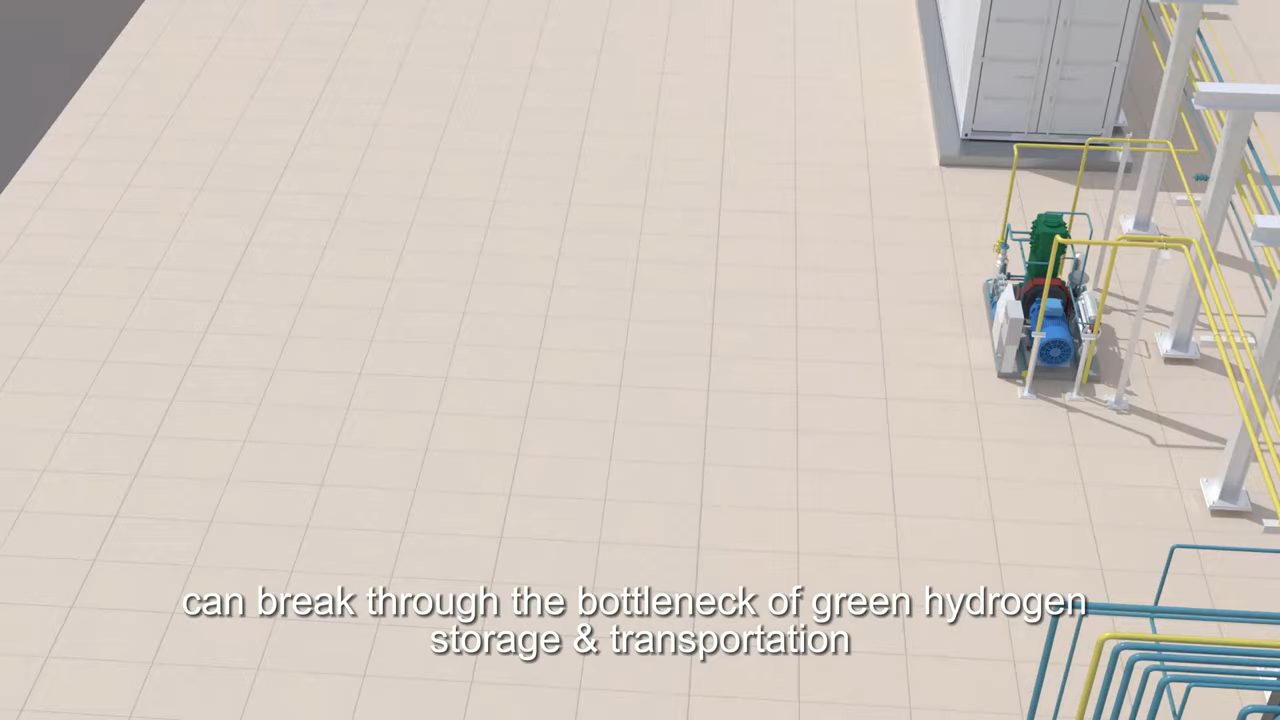 can break through the bottleneck of green hydrogen
storage & transportation